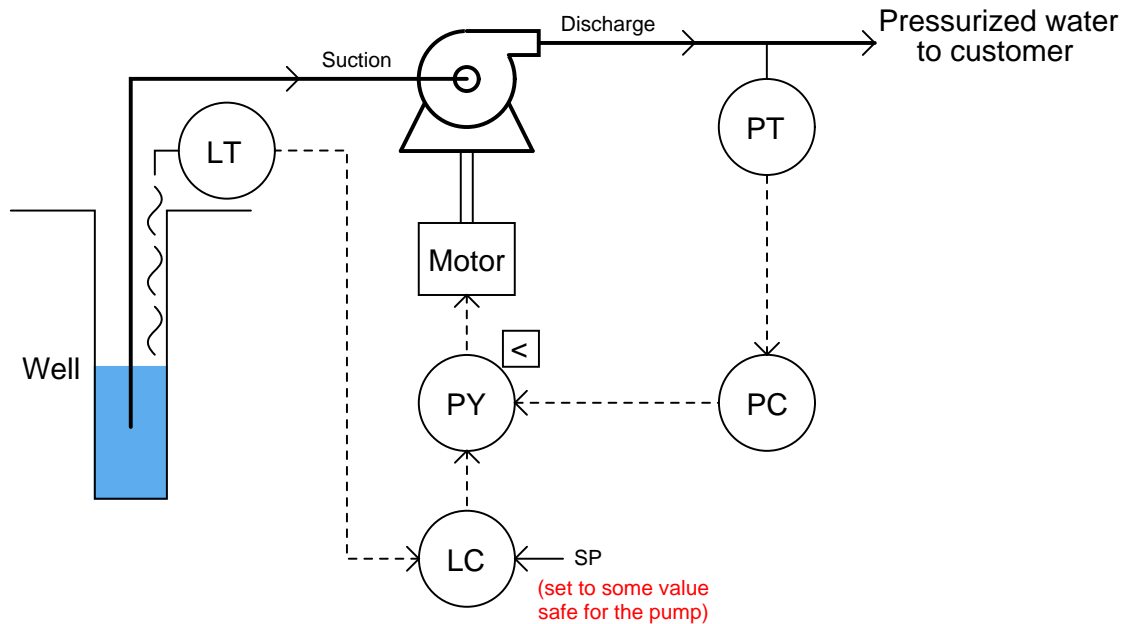 Pressurized water
to customer
Discharge
Suction
PT
LT
Motor
<
Well
PY
PC
LC
SP
(set to some value
safe for the pump)